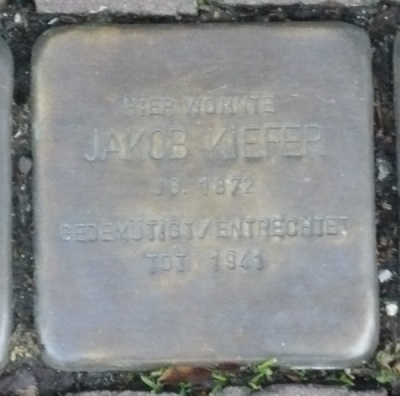 HIER WOHNTE
JAKOB KIEFER
JG. 1872
GEDEMÜTIGT/ENTRECHTET
TOT 1941